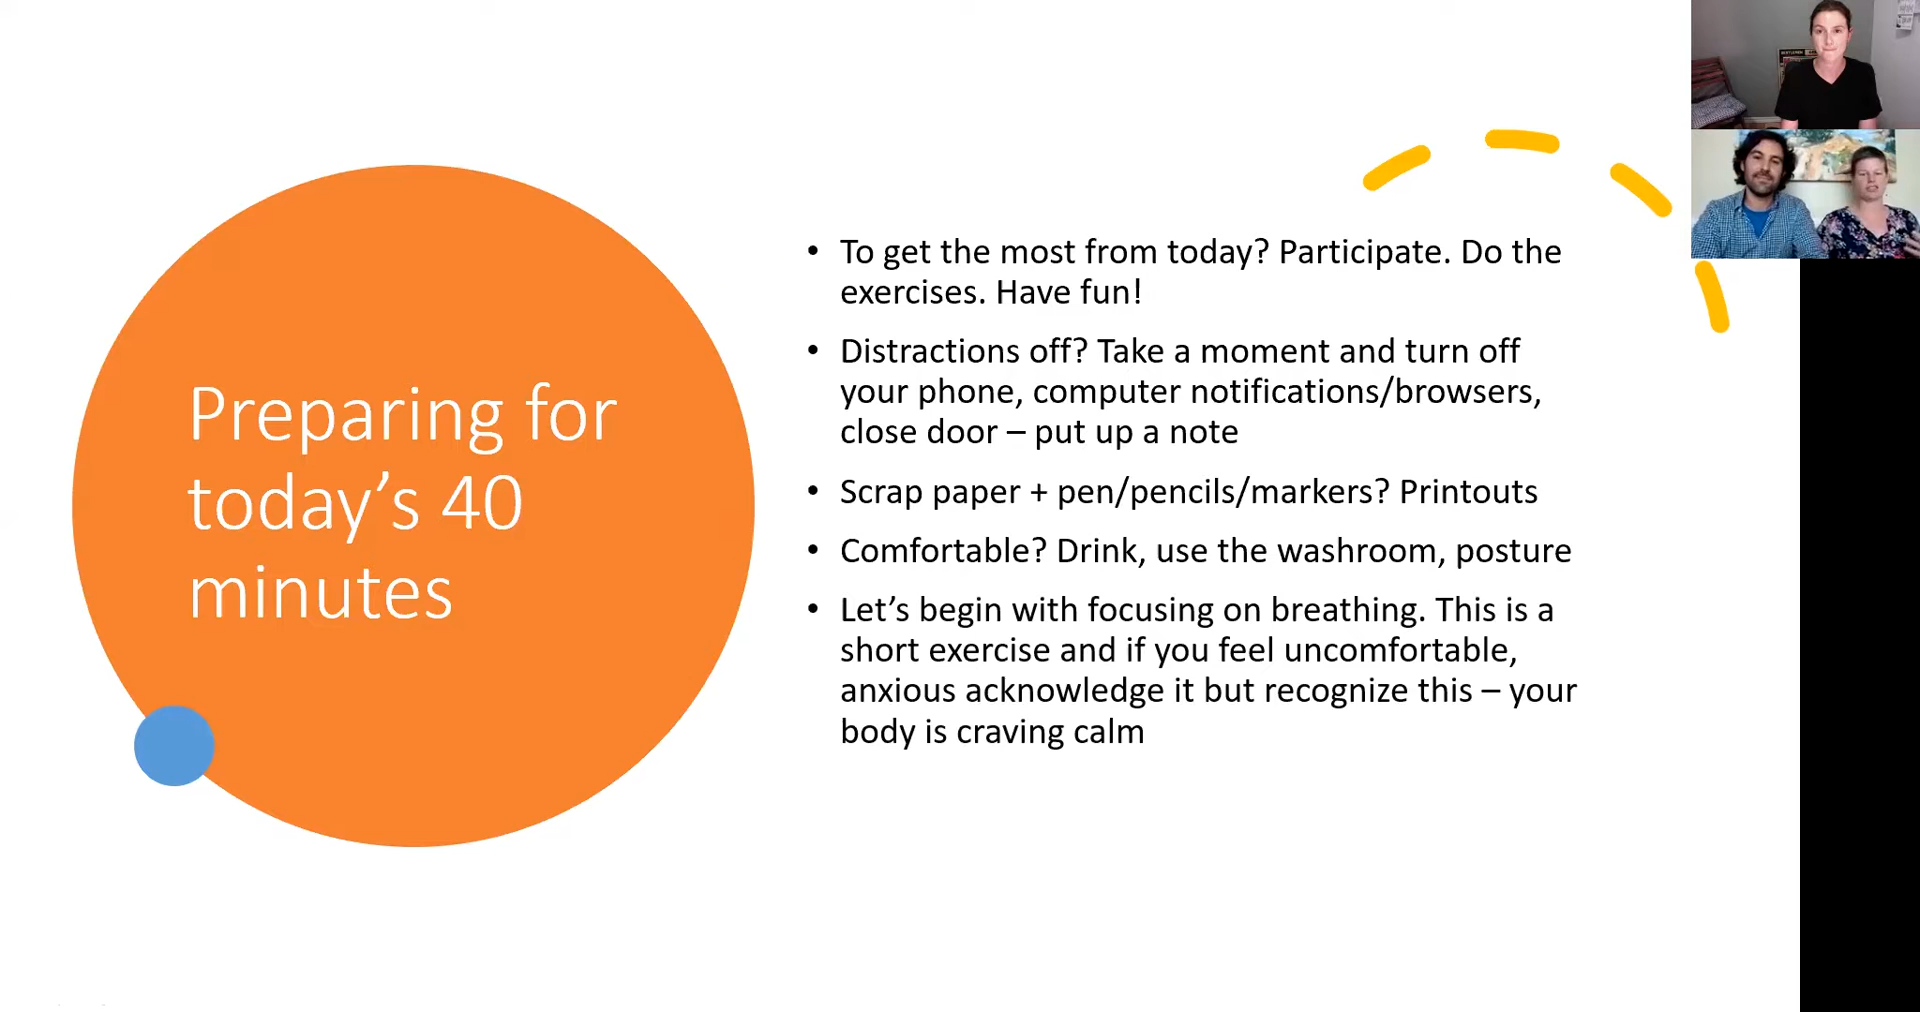 Preparing for
today’s 40
minutes
• To get the most from today? Participate. Do the
exercises. Have fun!
• Distractions off? Take a moment and turn off
your phone, computer notifications/browsers,
close door – put up a note
• Scrap paper + pen/pencils/markers? Printouts
• Comfortable? Drink, use the washroom, posture
• Let’s begin with focusing on breathing. This is a
short exercise and if you feel uncomfortable,
anxious acknowledge it but recognize this – your
body is craving calm